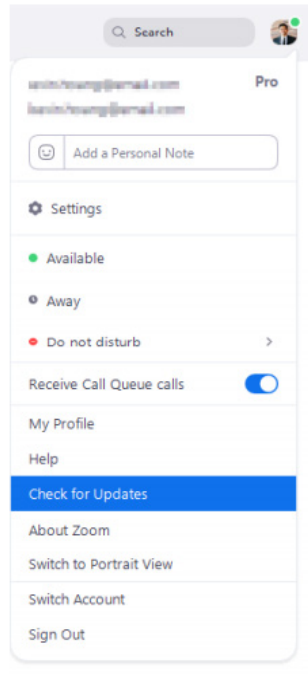 Search
Pro
Add a Personal Note
Settings
Available
Away
Do not disturb
Receive Call Queue calls
My Profile
Help
Check for Updates
About Zoom
Switch to Portrait View
Switch Account
Sign Out